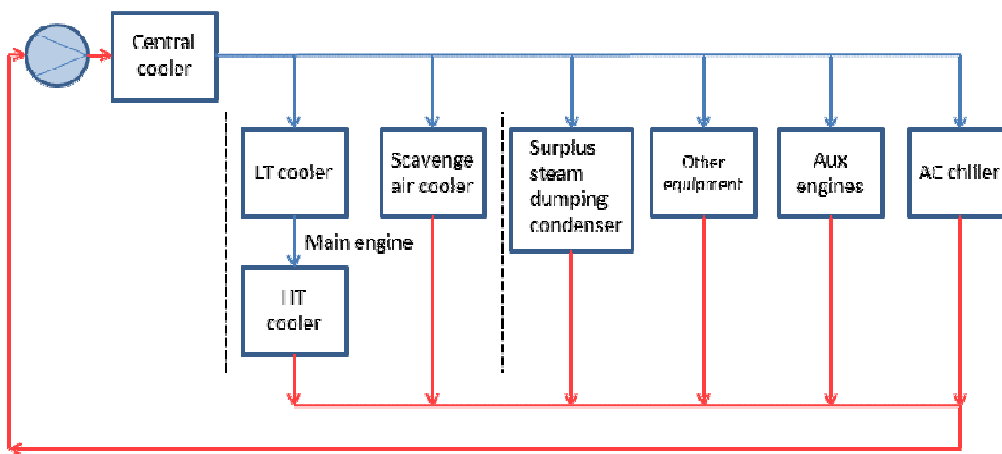 Central
cooler
LT cooler
Scavenge
air cooler
Surplus
steam
dumping
condenser
Other
equipment
Aux
engines
AC chiller
Main engine
HT
cooler